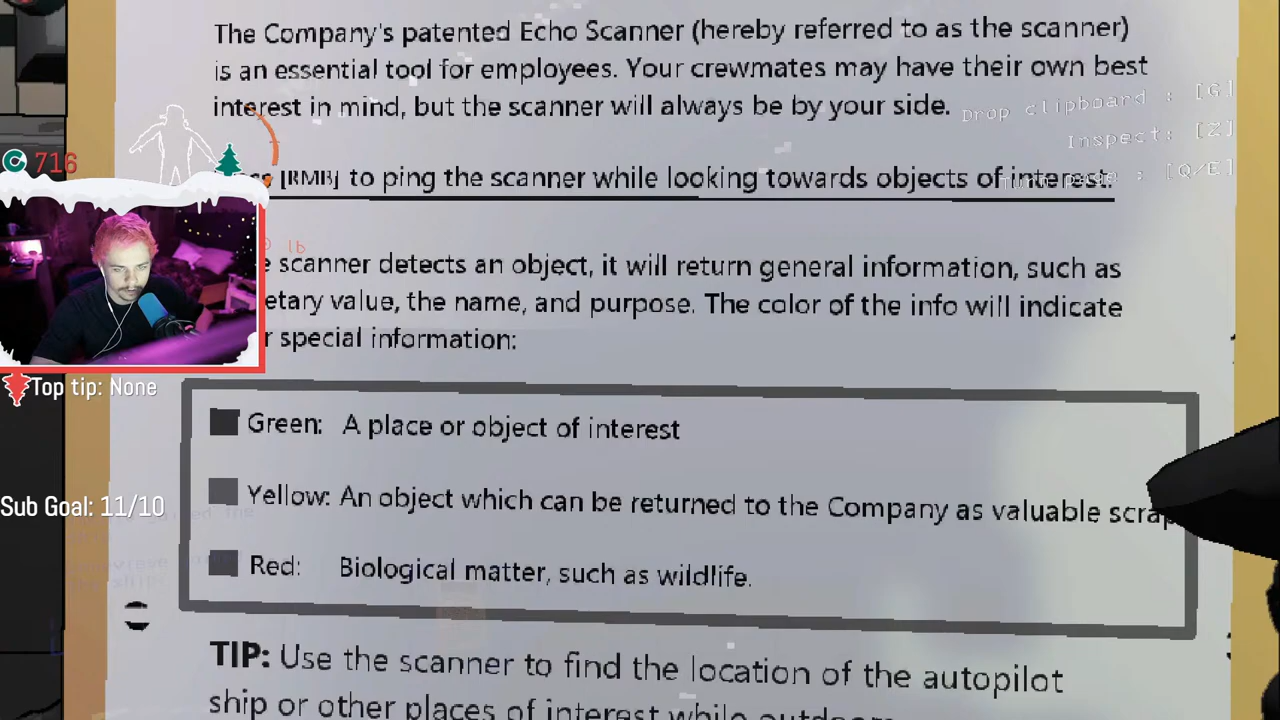 The Company's patented Echo Scanner (hereby referred to as the scanner)
is an essential tool for employees. Your crewmates may have their own best
interest in mind, but the scanner will always be by your side.
Drop clipboard : [G]
Inspect: [Z]
Turn page : [Q/E]
716
[RMB] to ping the scanner while looking towards objects of interest.
lb
scanner detects an object, it will return general information, such as
etary value, the name, and purpose. The color of the info will indicate
r special information:
Top tip: None
Green: A place or object of interest
Yellow: An object which can be returned to the Company as valuable scrap
Sub Goal: 11/10
Red: Biological matter, such as wildlife.
TIP: Use the scanner to find the location of the autopilot
ship or other places of interest while outdoors